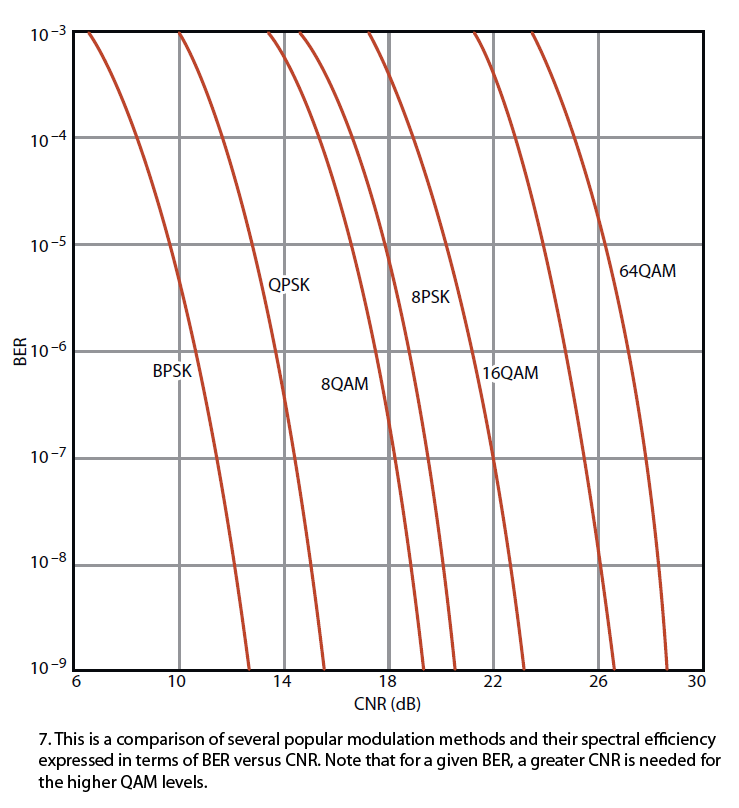 10⁻³
10⁻⁴
10⁻⁵
10⁻⁶
10⁻⁷
10⁻⁸
10⁻⁹
BER
BPSK
QPSK
8QAM
8PSK
16QAM
64QAM
6 10 14 18 22 26 30
CNR (dB)
7. This is a comparison of several popular modulation methods and their spectral efficiency
expressed in terms of BER versus CNR. Note that for a given BER, a greater CNR is needed for
the higher QAM levels.